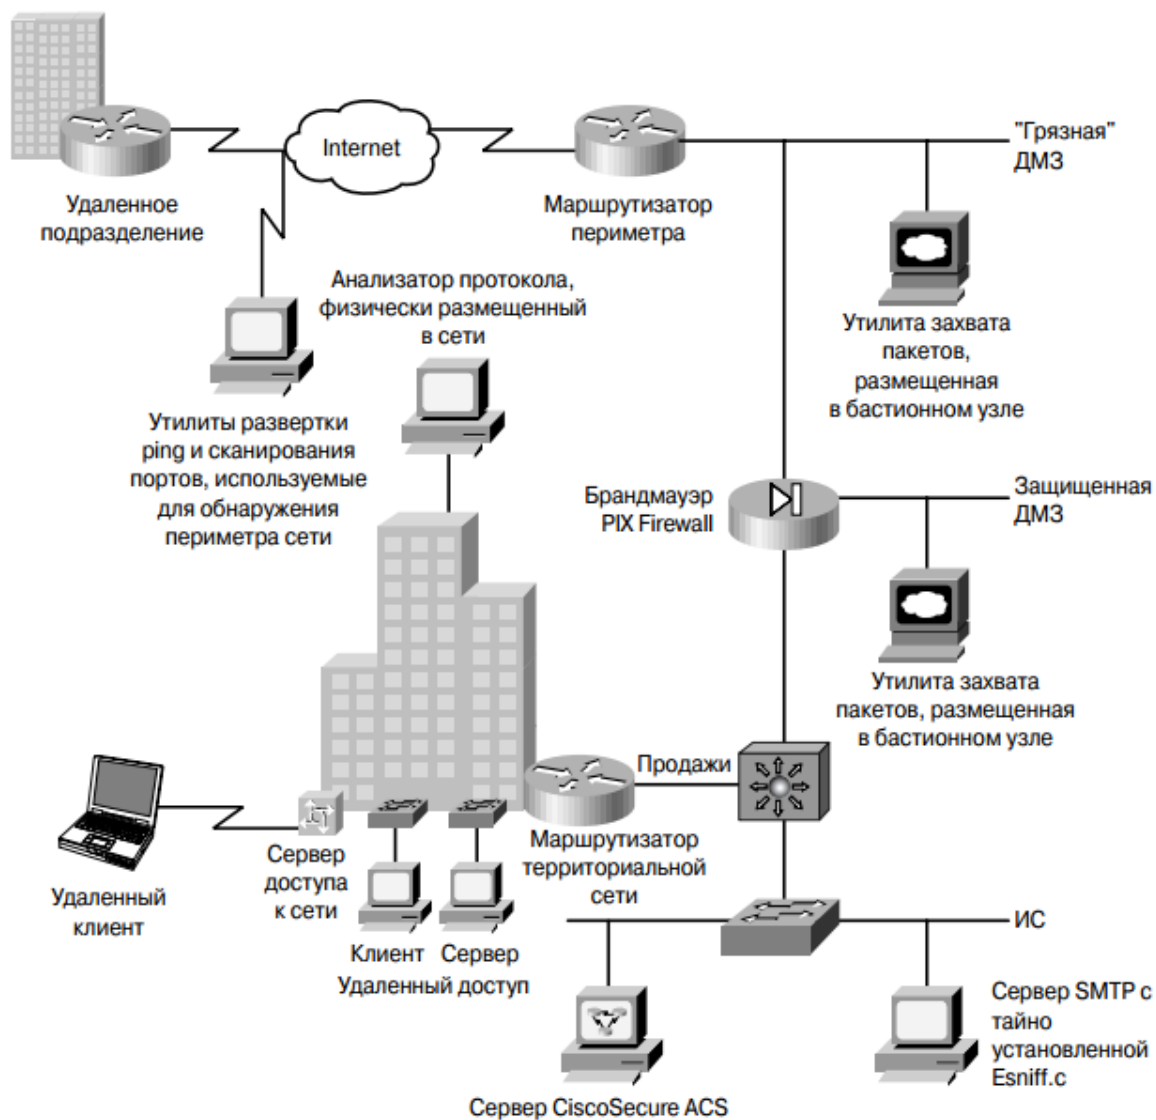 Internet
"Грязная"
ДМЗ
Удаленное
подразделение
Маршрутизатор
периметра
Анализатор протокола,
физически размещенный
в сети
Утилита захвата
пакетов,
размещенная
в бастионном узле
Утилиты развертки
ping и сканирования
портов, используемые
для обнаружения
периметра сети
Брандмауэр
PIX Firewall
Защищенная
ДМЗ
Утилита захвата
пакетов, размещенная
в бастионном узле
Продажи
Маршрутизатор
территориальной
сети
Сервер
доступа
к сети
Удаленный
клиент
Клиент
Сервер
Удаленный доступ
ИС
Сервер SMTP с
тайно
установленной
Esniff.c
Сервер CiscoSecure ACS